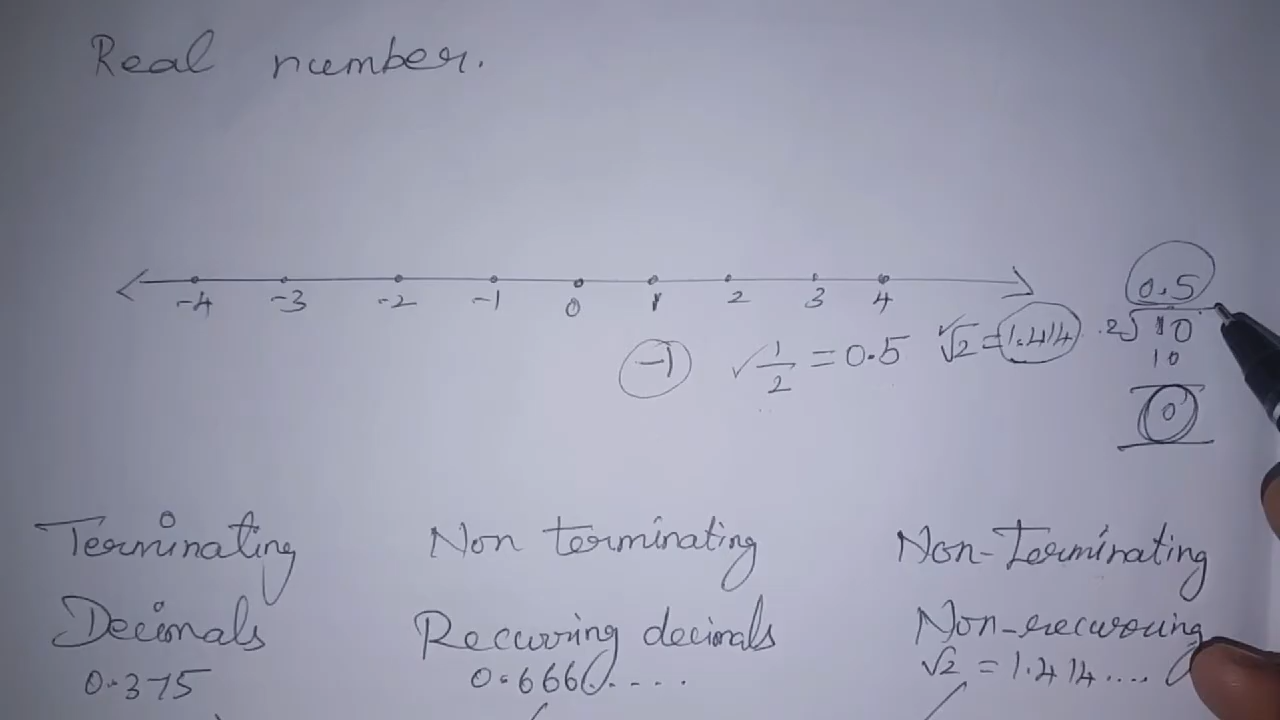 Real number.
-4 -3 -2 -1 0 1 2 3 4
-1 ✓ 1/2 = 0.5 √2 = 1.414
0.5
2) 10
10
0
Terminating Non terminating Non-Terminating
Decimals Recurring decimals Non-recurring
0.375 0.6660.... √2 = 1.414....